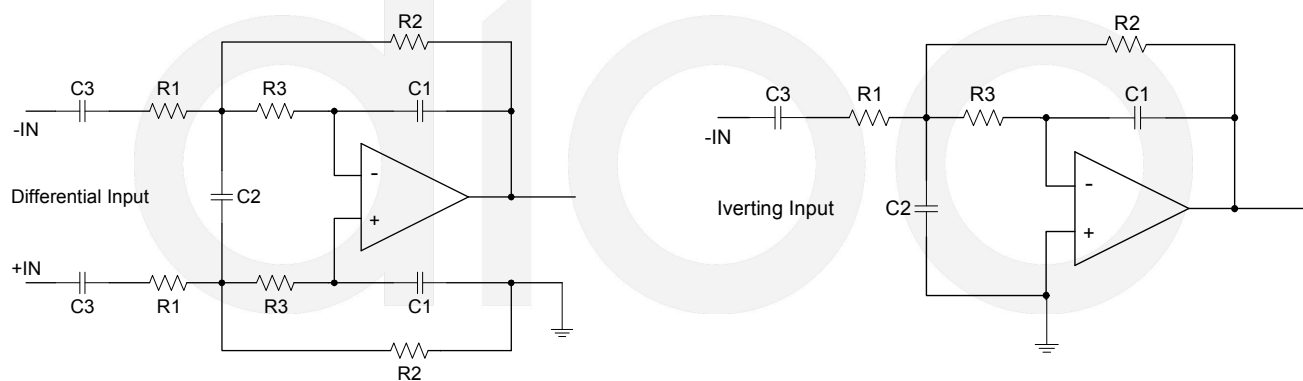 R2
C3
R1
R3
C1
-IN
-
Differential Input
C2
+
+IN
C3
R1
R3
C1
R2
R2
C3
R1
R3
C1
-IN
-
Iverting Input
C2
+